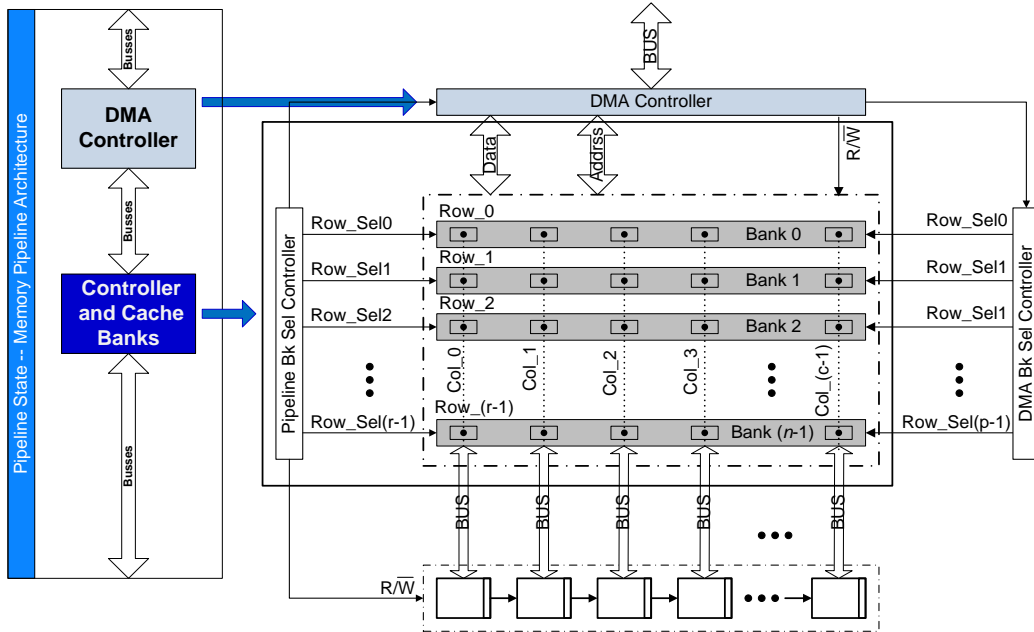 Pipeline State -- Memory Pipeline Architecture
Busses
DMA
Controller
Busses
Controller
and Cache
Banks
Busses
BUS
DMA Controller
Data
Addrss
R/W
Pipeline Bk Sel Controller
DMA Bk Sel Controller
Row_Sel0
Row_0
Bank 0
Row_Sel0
Row_Sel1
Row_1
Bank 1
Row_Sel1
Row_Sel2
Row_2
Bank 2
Row_Sel1
Col_0
Col_1
Col_2
Col_3
Col_(c-1)
Row_Sel(r-1)
Row_(r-1)
Bank (n-1)
Row_Sel(p-1)
BUS
BUS
BUS
BUS
BUS
R/W